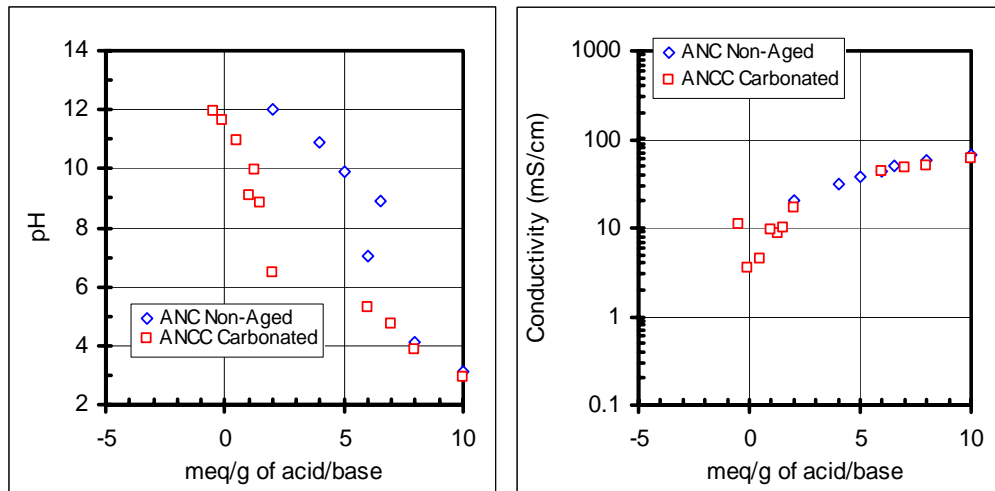 14
12
10
8
6
4
2
pH
ANC Non-Aged
ANCC Carbonated
-5 0 5 10
meq/g of acid/base
1000
100
10
1
0.1
Conductivity (mS/cm)
ANC Non-Aged
ANCC Carbonated
-5 0 5 10
meq/g of acid/base